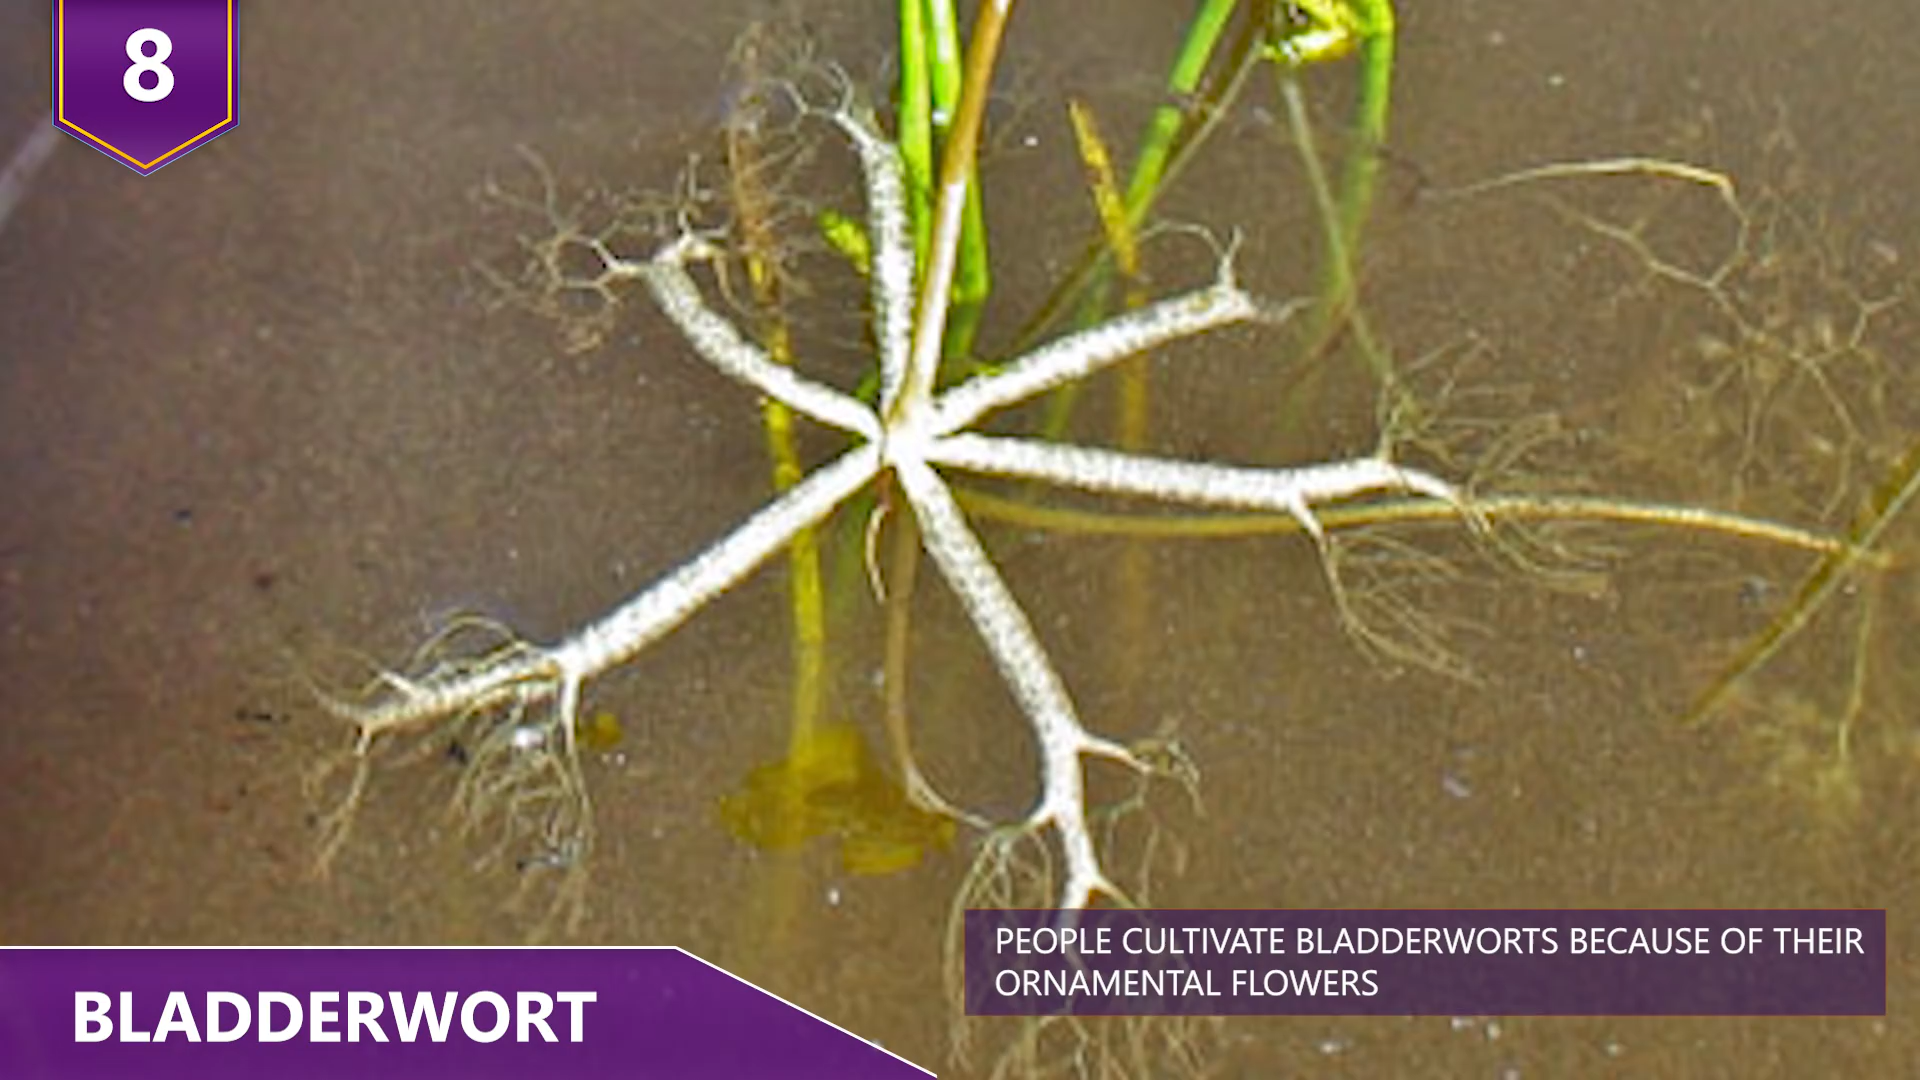 8
PEOPLE CULTIVATE BLADDERWORTS BECAUSE OF THEIR
ORNAMENTAL FLOWERS
BLADDERWORT